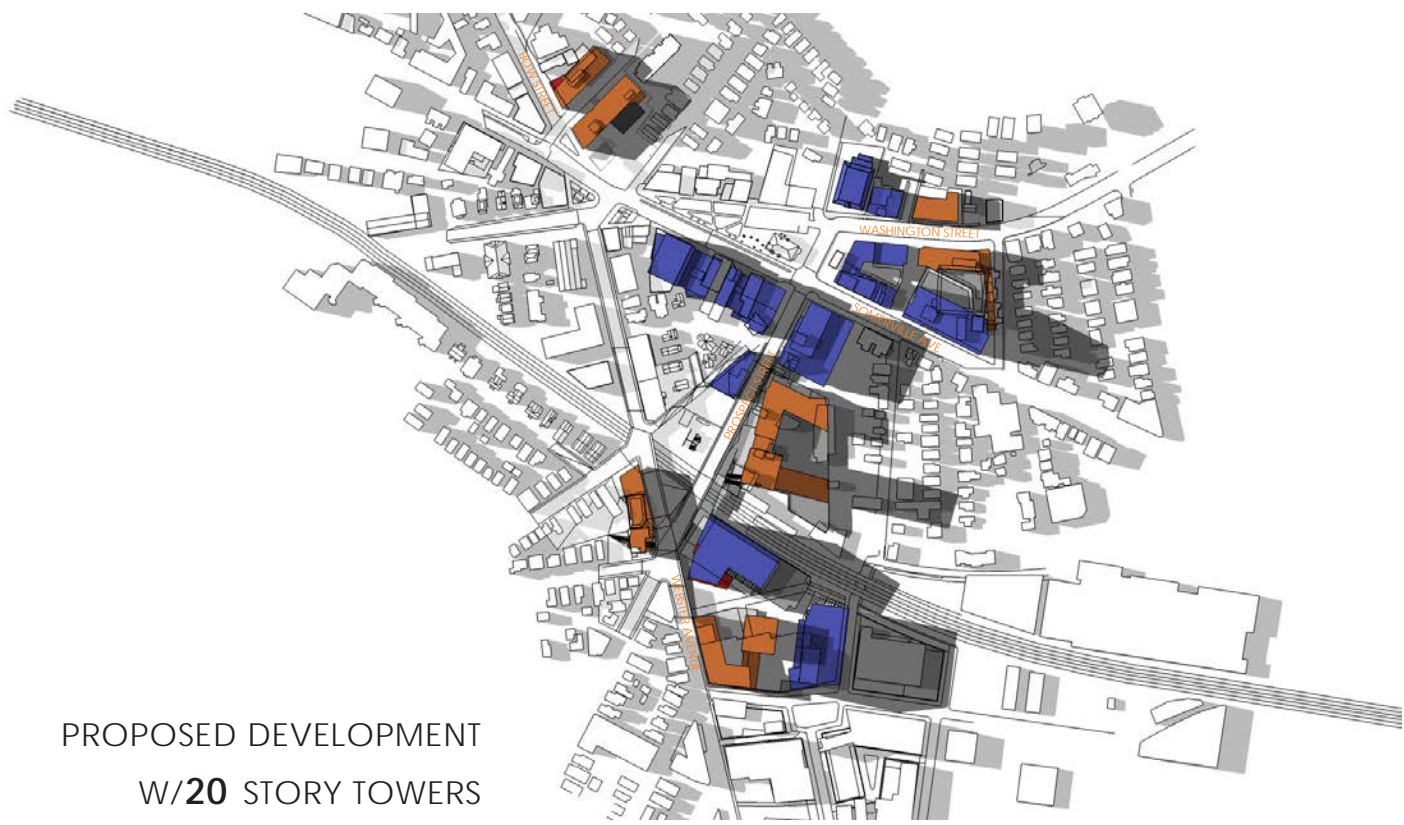 BOW STREET
WASHINGTON STREET
SOMERVILLE AVE
PROSPECT STREET
WEBSTER AVENUE
PROPOSED DEVELOPMENT
W/20 STORY TOWERS